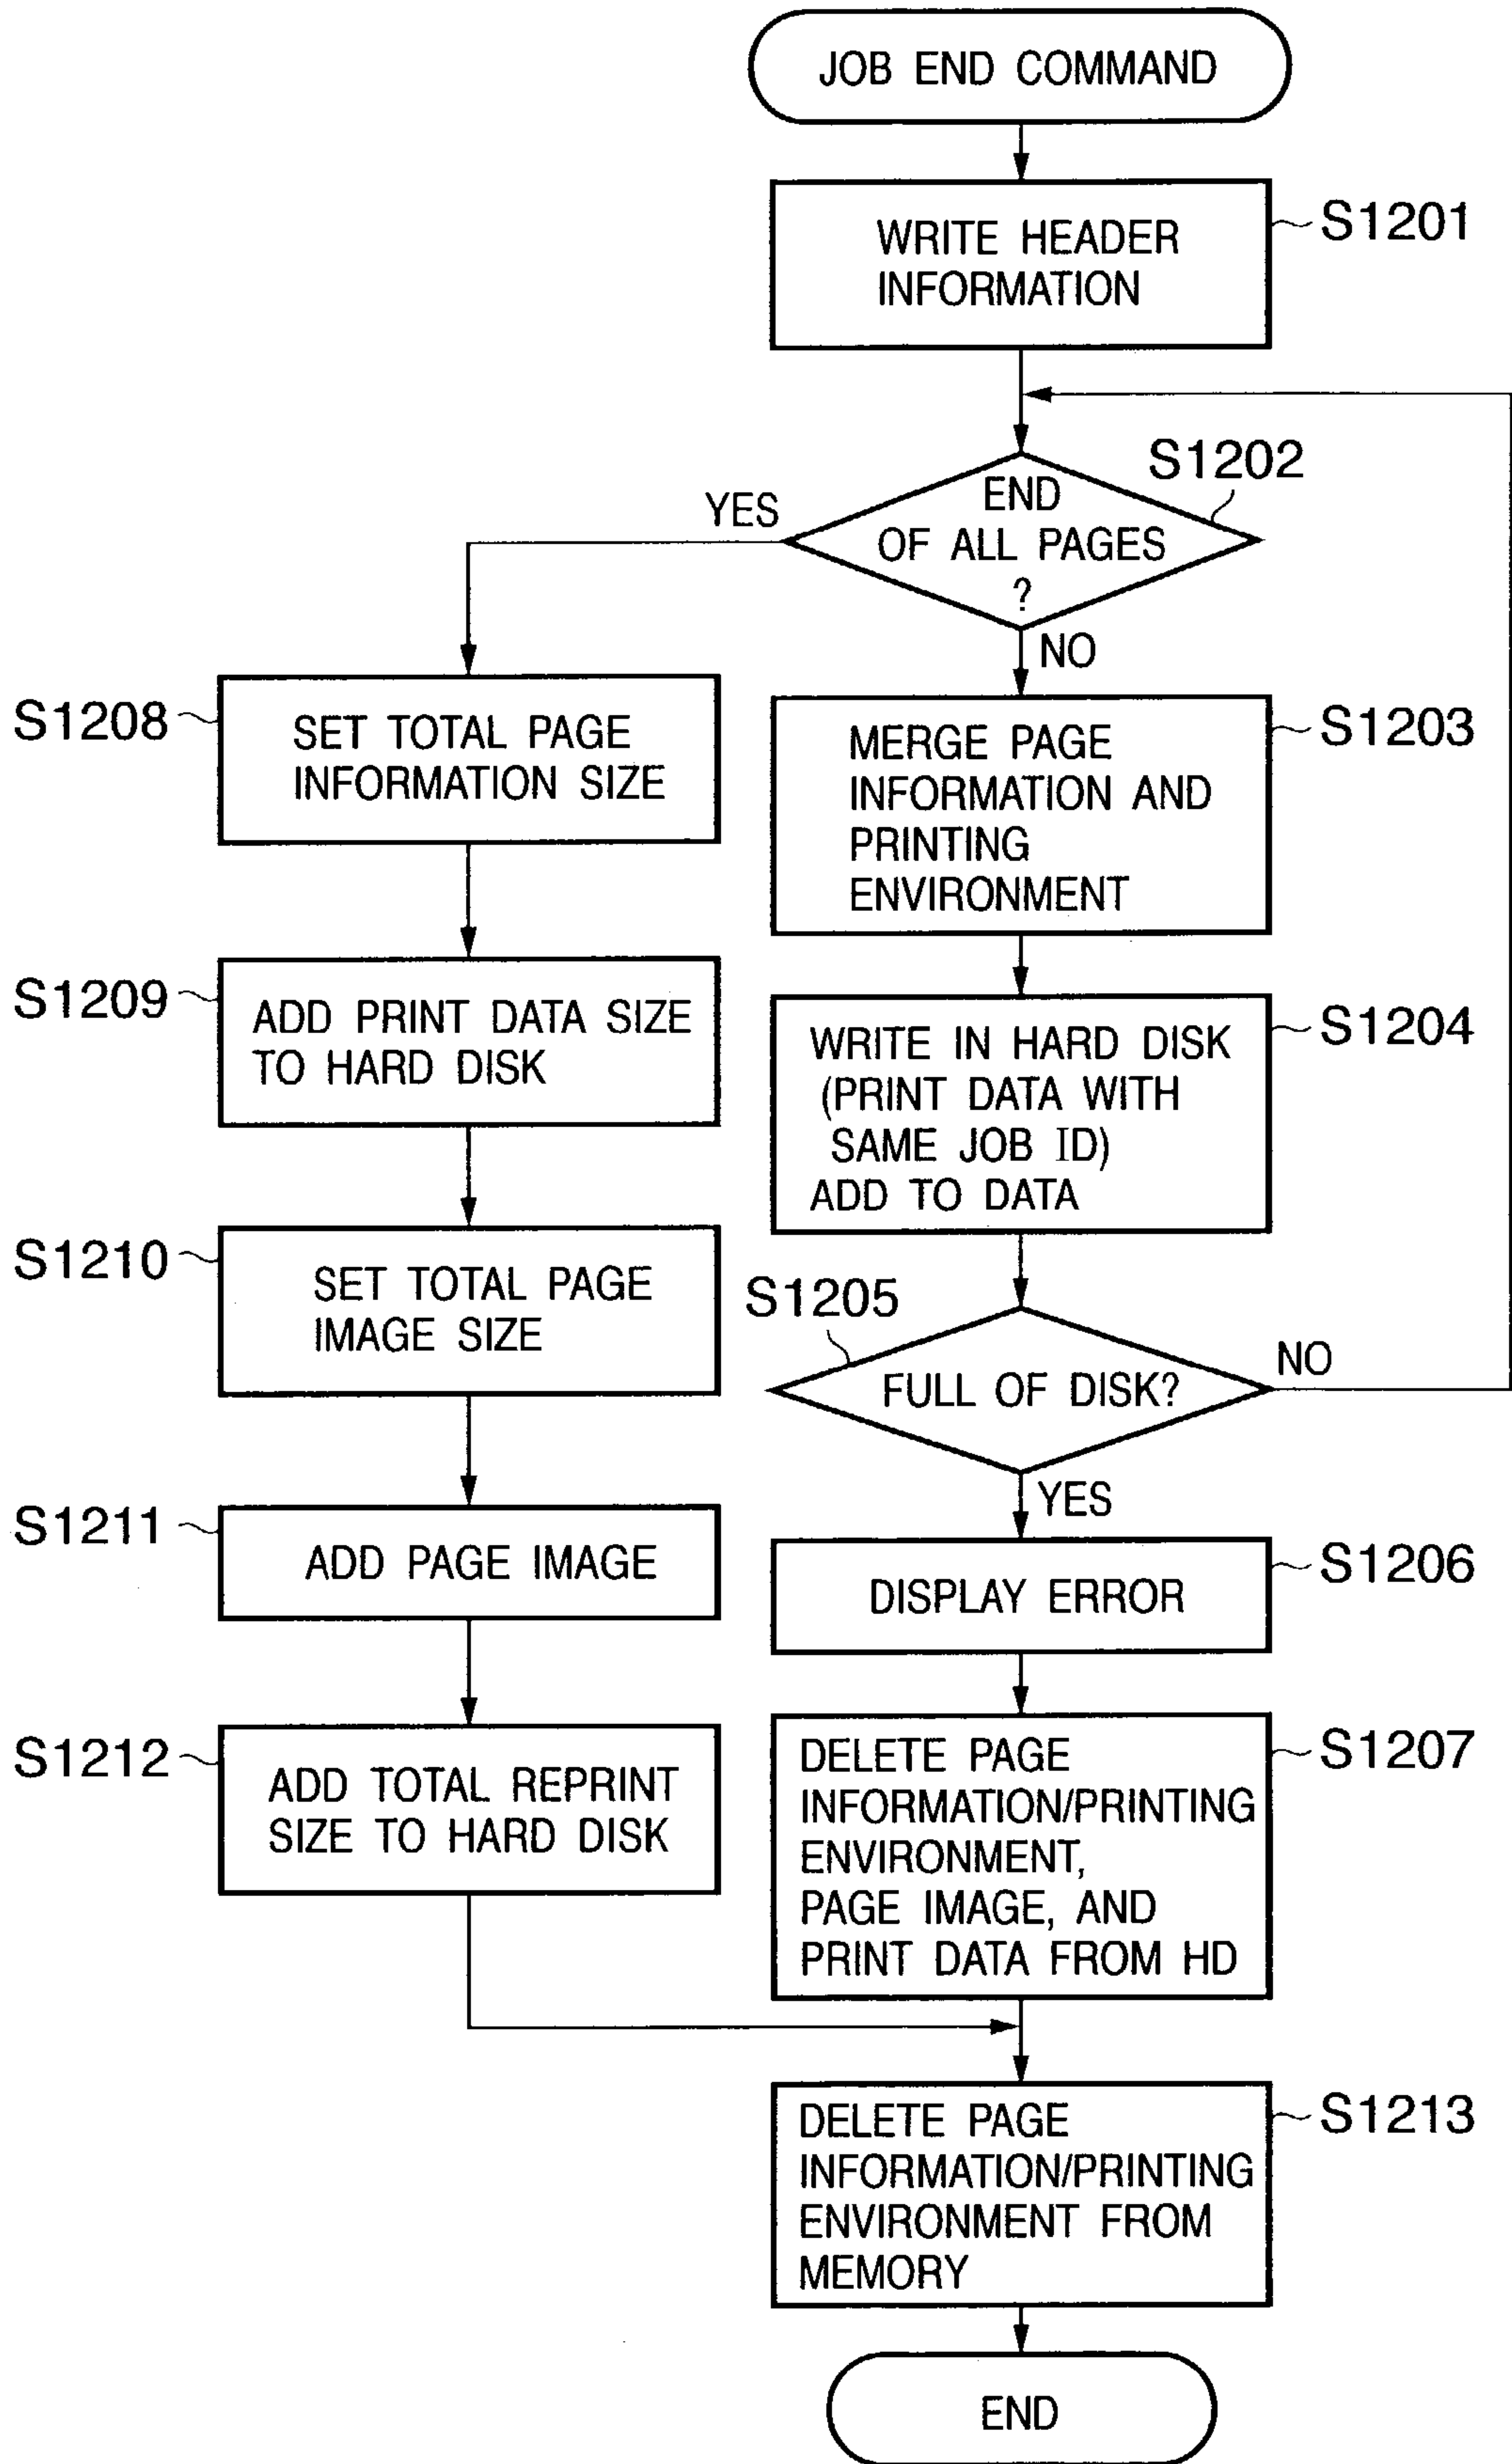 JOB END COMMAND
WRITE HEADER
INFORMATION
S1201
S1202
END
OF ALL PAGES
?
YES
NO
MERGE PAGE
INFORMATION AND
PRINTING
ENVIRONMENT
S1203
WRITE IN HARD DISK
(PRINT DATA WITH
SAME JOB ID)
ADD TO DATA
S1204
S1205
FULL OF DISK?
NO
YES
DISPLAY ERROR
S1206
DELETE PAGE
INFORMATION/PRINTING
ENVIRONMENT,
PAGE IMAGE, AND
PRINT DATA FROM HD
S1207
S1208
SET TOTAL PAGE
INFORMATION SIZE
S1209
ADD PRINT DATA SIZE
TO HARD DISK
S1210
SET TOTAL PAGE
IMAGE SIZE
S1211
ADD PAGE IMAGE
S1212
ADD TOTAL REPRINT
SIZE TO HARD DISK
DELETE PAGE
INFORMATION/PRINTING
ENVIRONMENT FROM
MEMORY
S1213
END